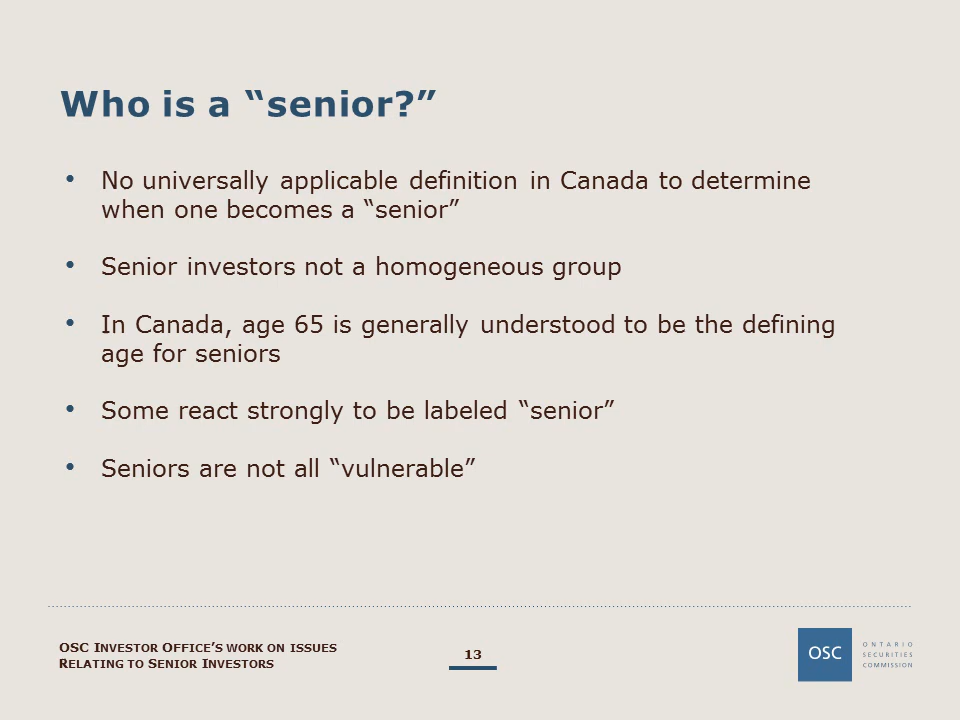 Who is a “senior?”
• No universally applicable definition in Canada to determine
when one becomes a “senior”
• Senior investors not a homogeneous group
• In Canada, age 65 is generally understood to be the defining
age for seniors
• Some react strongly to be labeled “senior”
• Seniors are not all “vulnerable”
OSC INVESTOR OFFICE’S WORK ON ISSUES
RELATING TO SENIOR INVESTORS
13
OSC
ONTARIO
SECURITIES
COMMISSION